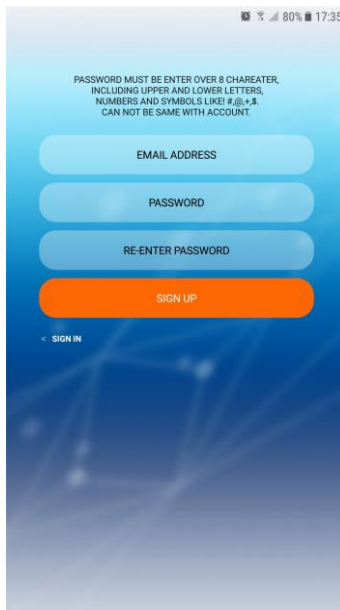 80% 17:35
PASSWORD MUST BE ENTER OVER 8 CHAREATER,
INCLUDING UPPER AND LOWER LETTERS,
NUMBERS AND SYMBOLS LIKE! #,@,+,$.
CAN NOT BE SAME WITH ACCOUNT.
EMAIL ADDRESS
PASSWORD
RE-ENTER PASSWORD
SIGN UP
< SIGN IN